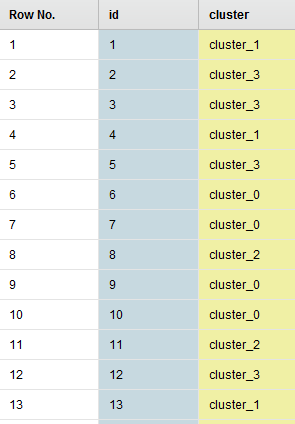 Row No. id cluster
1 1 cluster_1
2 2 cluster_3
3 3 cluster_3
4 4 cluster_1
5 5 cluster_3
6 6 cluster_0
7 7 cluster_0
8 8 cluster_2
9 9 cluster_0
10 10 cluster_0
11 11 cluster_2
12 12 cluster_3
13 13 cluster_1